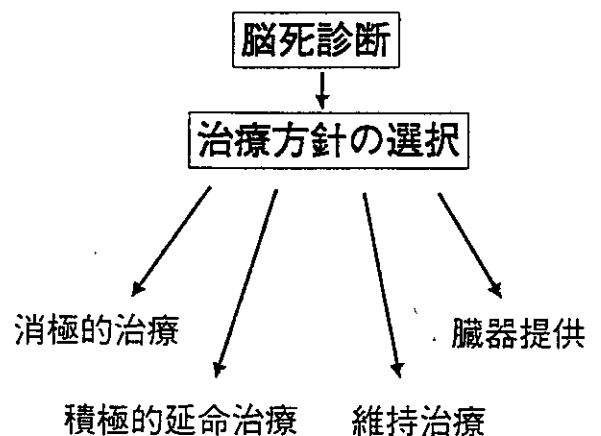 脳死診断
治療方針の選択
消極的治療
臓器提供
積極的延命治療
維持治療